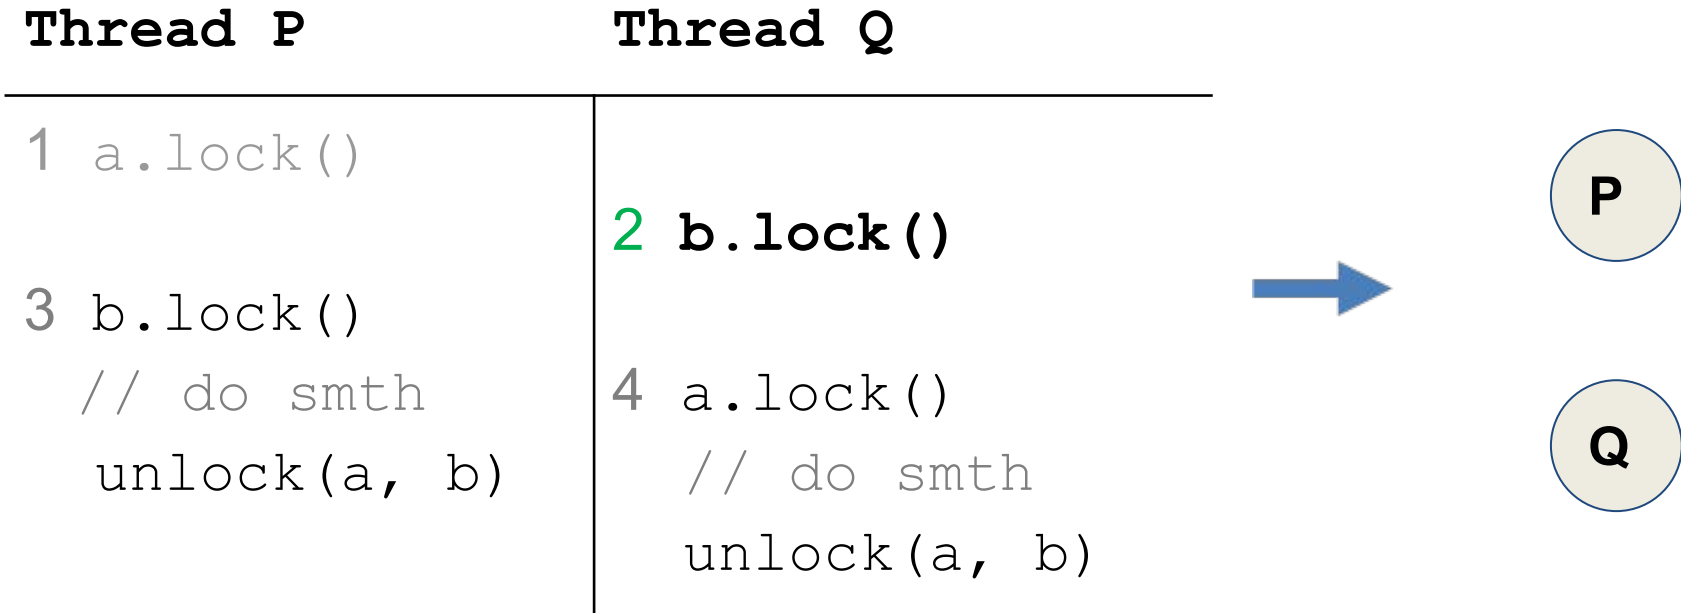 Thread P
Thread Q
1 a.lock()
2 b.lock()
3 b.lock()
// do smth
unlock(a, b)
4 a.lock()
// do smth
unlock(a, b)
P
Q